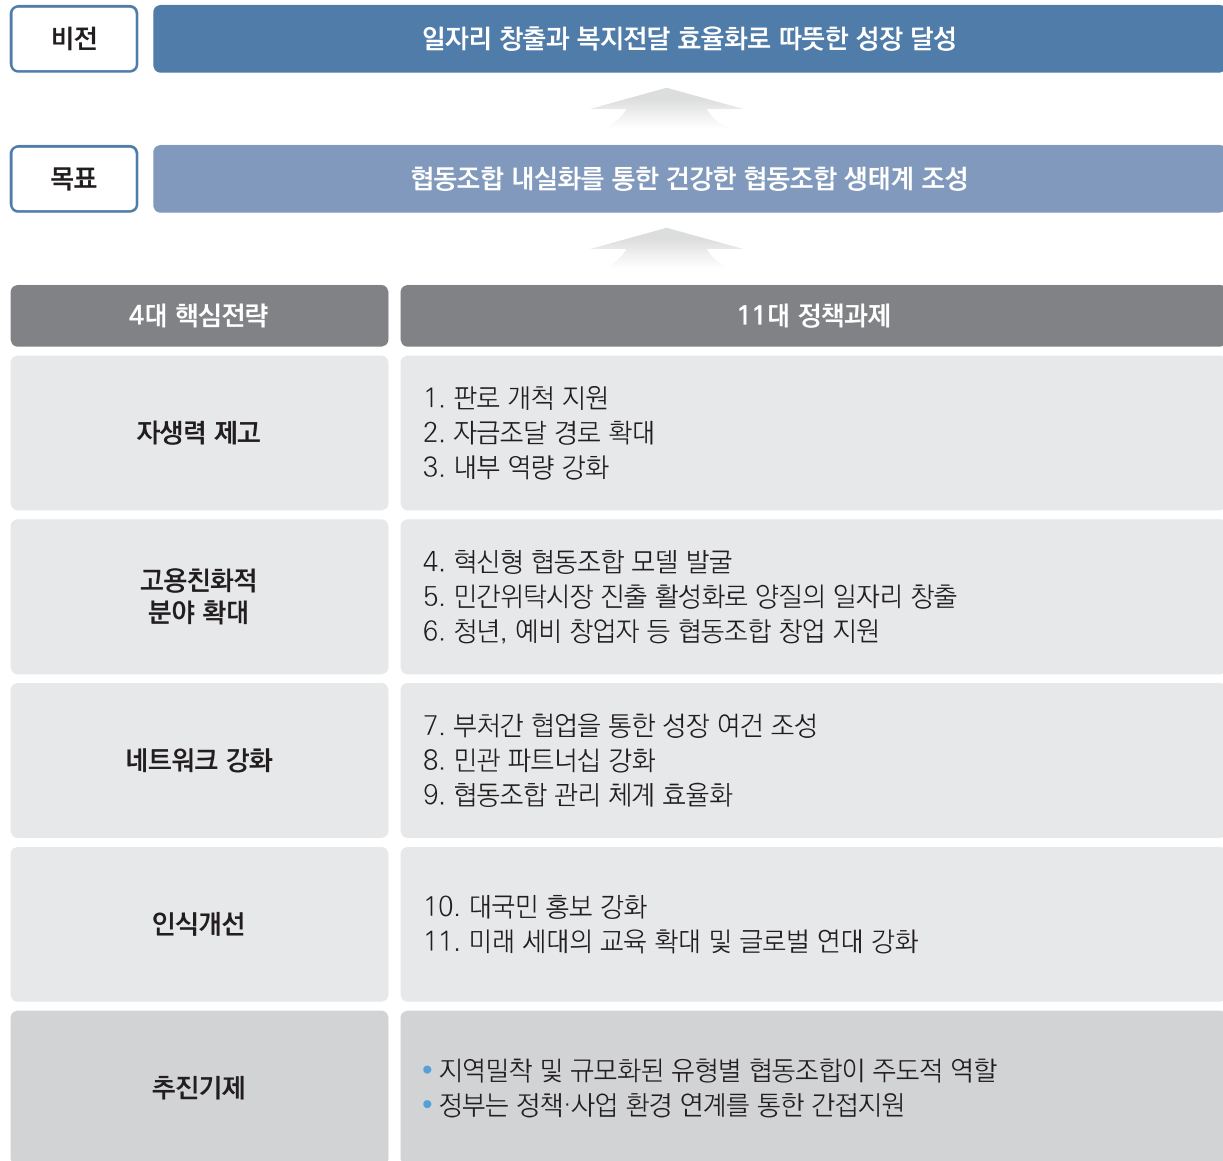 비전
일자리 창출과 복지전달 효율화로 따뜻한 성장 달성
목표
협동조합 내실화를 통한 건강한 협동조합 생태계 조성
4대 핵심전략
11대 정책과제
자생력 제고
1. 판로 개척 지원
2. 자금조달 경로 확대
3. 내부 역량 강화
고용친화적
분야 확대
4. 혁신형 협동조합 모델 발굴
5. 민간위탁시장 진출 활성화로 양질의 일자리 창출
6. 청년, 예비 창업자 등 협동조합 창업 지원
네트워크 강화
7. 부처간 협업을 통한 성장 여건 조성
8. 민관 파트너십 강화
9. 협동조합 관리 체계 효율화
인식개선
10. 대국민 홍보 강화
11. 미래 세대의 교육 확대 및 글로벌 연대 강화
추진기제
• 지역밀착 및 규모화된 유형별 협동조합이 주도적 역할
• 정부는 정책·사업 환경 연계를 통한 간접지원